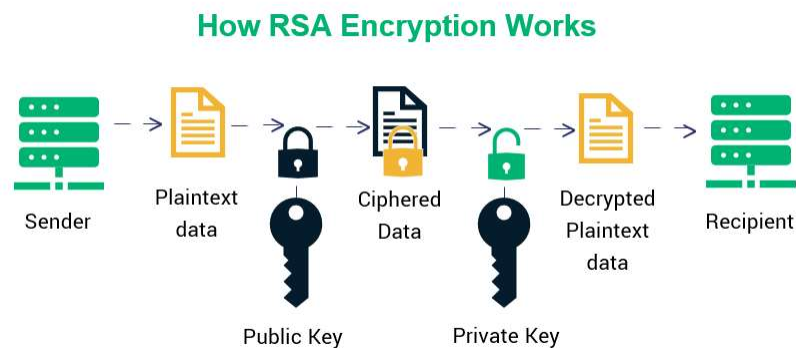 How RSA Encryption Works
Sender
Plaintext
data
Public Key
Ciphered
Data
Private Key
Decrypted
Plaintext
data
Recipient